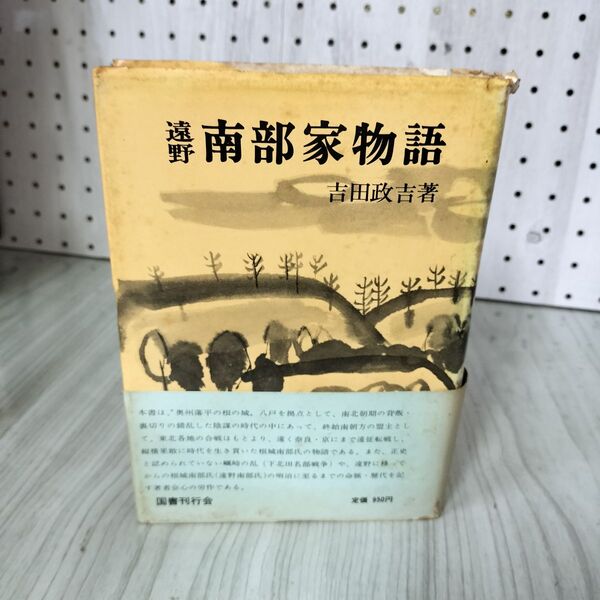 遠野 南部家物語
吉田政吉著
本書は、"奥州藤平の根の城。八戸を拠点として、南北朝期の背叛・
裏切りの錯乱した陰謀の時代の中にあって、終始南朝方の盟主とし
て、東北各地の合戦はもとより、遠く奈良・京にまで遠征転戦し、
縦横果敢に時代を生き貫いた根城南部氏の物語である。また、正史
と認められていない蠣崎の乱(下北田名部戦争)や、遠野に移って
からの根城南部氏(遠野南部氏)の明治に至るまでの命脈・歴代を記
す著者会心の労作である。
国書刊行会
定価 950円